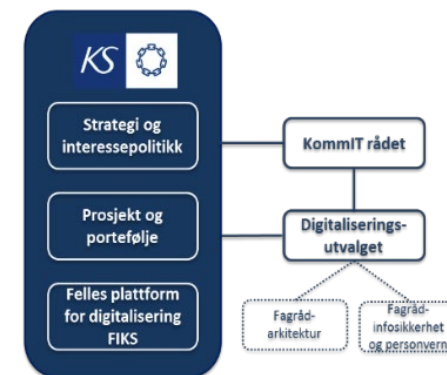 KS
Strategi og
interessepolitikk
KommIT rådet
Prosjekt og
portefølje
Digitaliserings-
utvalget
Felles plattform
for digitalisering
FIKS
Fagråd-
arkitektur
Fagråd-
infosikkerhet
og personvern